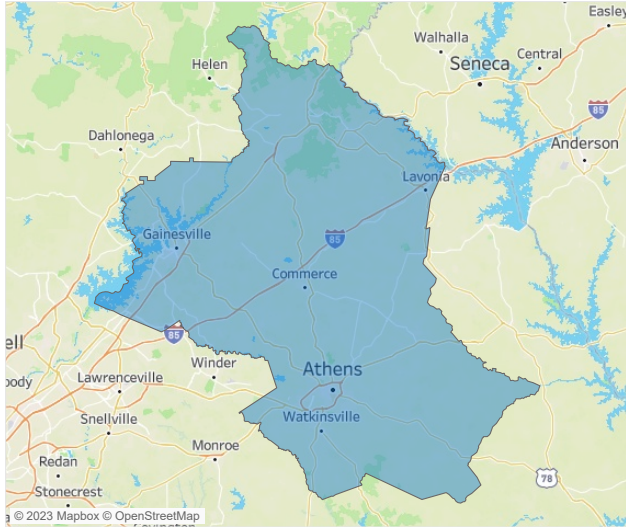 Easley
Walhalla
Central
Helen
Seneca
85
Dahlonega
Anderson
Lavonia
Gainesville
85
Commerce
85
ell
Winder
Athens
oody
Lawrenceville
Watkinsville
Snellville
Monroe
Redan
78
Stonecrest
© 2023 Mapbox © OpenStreetMap